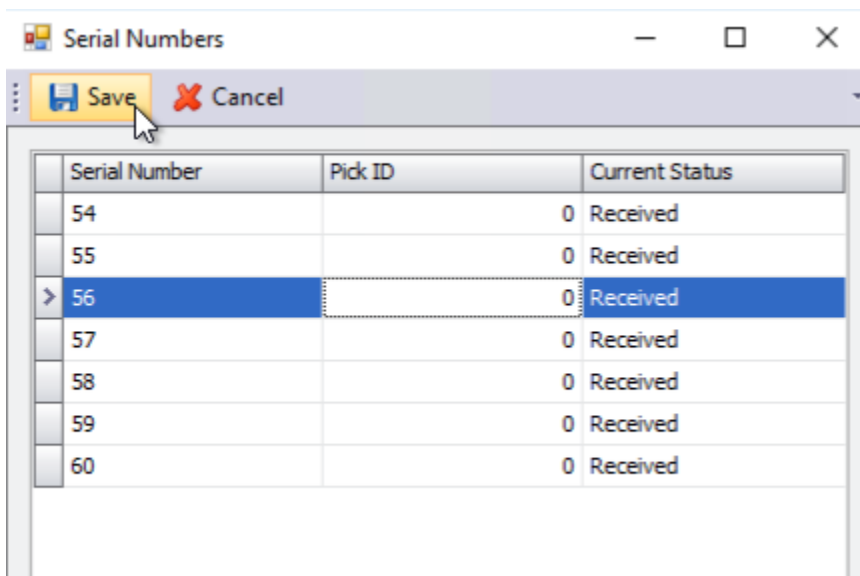 Serial Numbers
Save Cancel
Serial Number Pick ID Current Status
54 0 Received
55 0 Received
56 0 Received
57 0 Received
58 0 Received
59 0 Received
60 0 Received